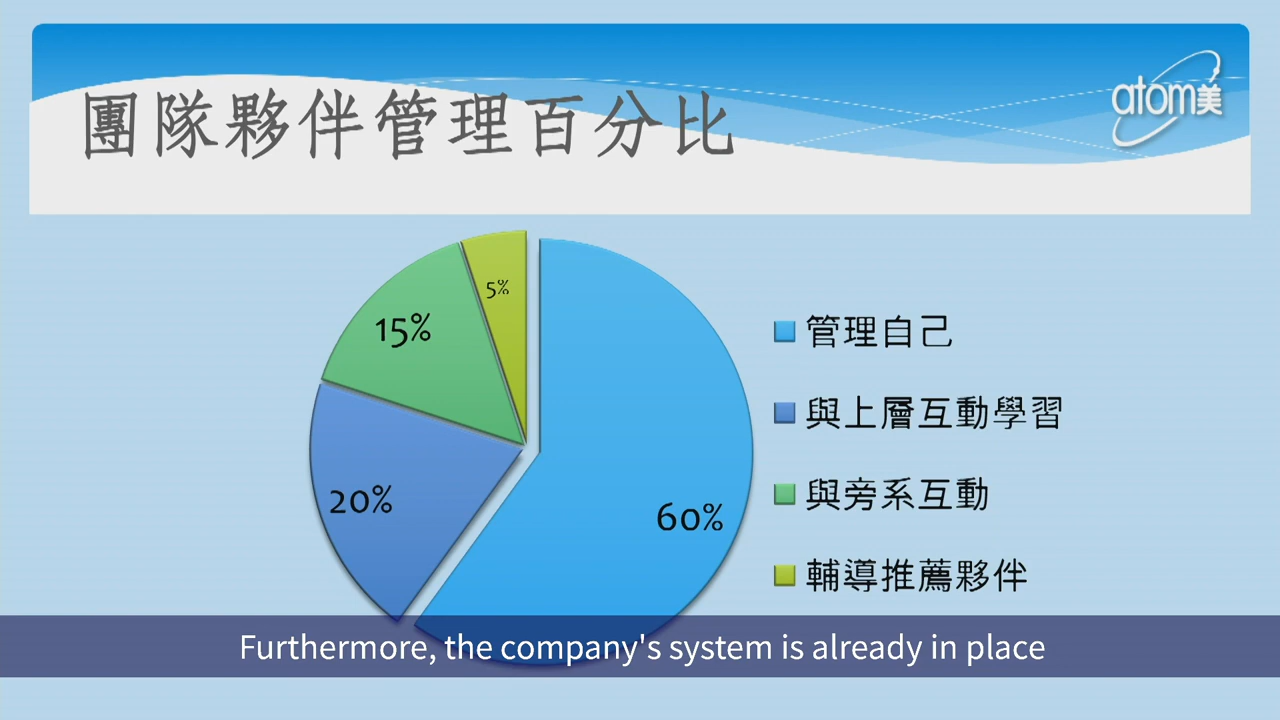 團隊夥伴管理百分比
atom美
5%
15%
20%
60%
管理自己
與上層互動學習
與旁系互動
輔導推薦夥伴
Furthermore, the company's system is already in place